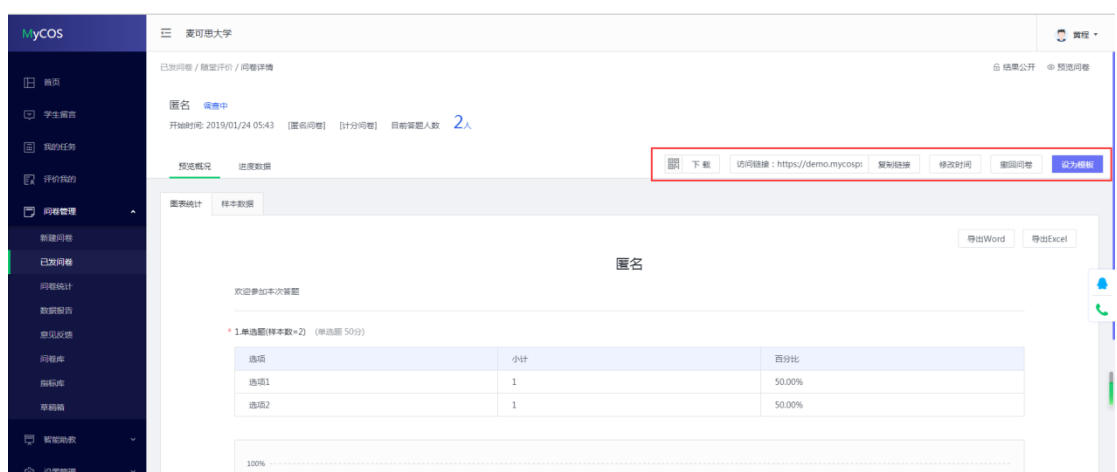 MyCOS
麦可思大学
黄程
首页
学生留言
我的任务
评价我的
问卷管理
新建问卷
已发问卷
问卷统计
数据报告
意见反馈
问卷库
指标库
草稿箱
智能助教
设置管理
已发问卷 / 随堂评价 / 问卷详情
结果公开 预览问卷
匿名 调查中
开始时间: 2019/01/24 05:43 [匿名问卷] [计分问卷] 目前答题人数 2人
预览概况 进度数据
下载 访问链接：https://demo.mycosp: 复制链接 修改时间 撤回问卷 设为模板
图表统计 样本数据
导出Word 导出Excel
匿名
欢迎参加本次答题
* 1.单选题(样本数=2) (单选题 50分)
选项 小计 百分比
选项1 1 50.00%
选项2 1 50.00%
100%